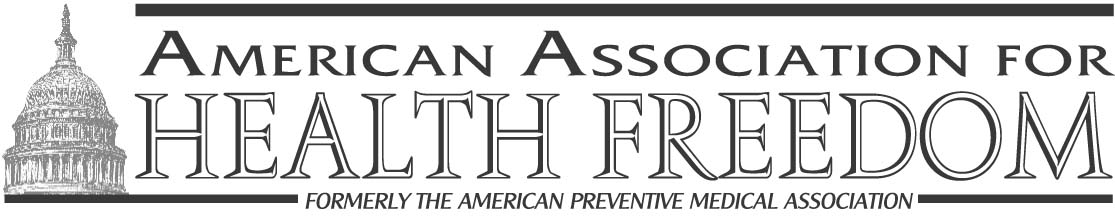 AMERICAN ASSOCIATION FOR
HEALTH FREEDOM
FORMERLY THE AMERICAN PREVENTIVE MEDICAL ASSOCIATION